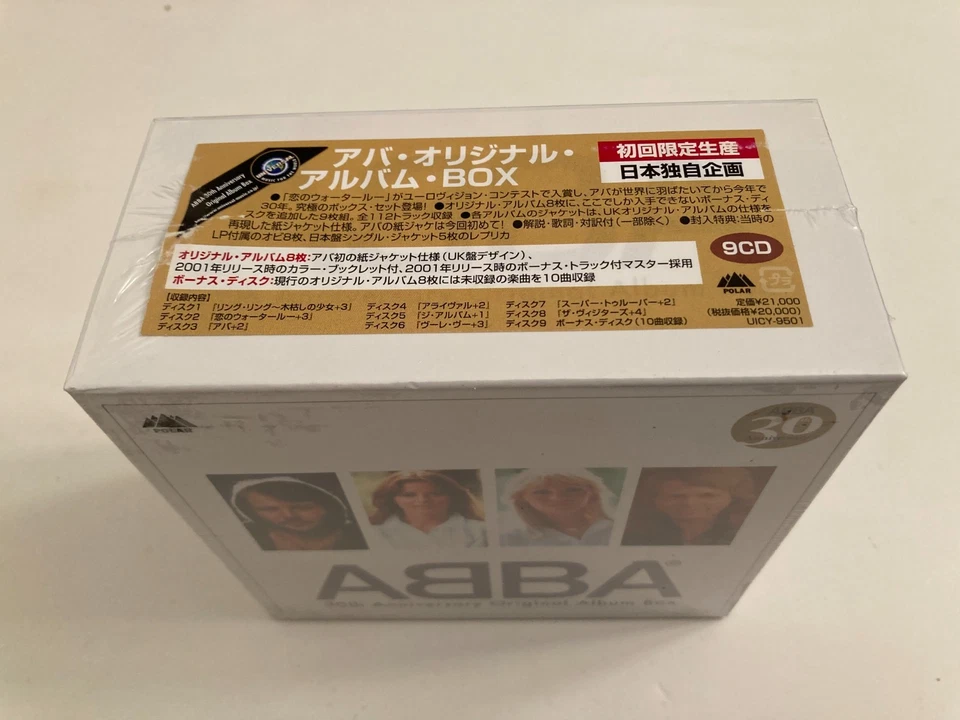 アバ・オリジナル・
アルバム・BOX
初回限定生産
日本独自企画
ABBA 30th Anniversary
Original Album Box
●「恋のウォータールー」がユーロヴィジョン・コンテストで入賞し、アバが世界に羽ばたいてから今年で
30年。究極のボックス・セット登場! ●オリジナル・アルバム8枚に、ここでしか入手できないボーナス・ディ
スクを追加した9枚組。全112トラック収録 ●各アルバムのジャケットは、UKオリジナル・アルバムの仕様を
再現した紙ジャケット仕様。アバの紙ジャケは今回初めて! ●解説・歌詞・対訳付(一部除く) ●封入特典:当時の
LP付属のオビ8枚、日本盤シングル・ジャケット5枚のレプリカ
9CD
オリジナル・アルバム8枚:アバ初の紙ジャケット仕様(UK盤デザイン)、
2001年リリース時のカラー・ブックレット付、2001年リリース時のボーナス・トラック付マスター採用
ボーナス・ディスク:現行のオリジナル・アルバム8枚には未収録の楽曲を10曲収録
POLAR
プラ
【収録内容】
ディスク1 「リング・リング〜木枯しの少女+3」
ディスク2 「恋のウォータールー+3」
ディスク3 「アバ+2」
ディスク4 「アライヴァル+2」
ディスク5 「ジ・アルバム+1」
ディスク6 「ヴーレ・ヴー+3」
ディスク7 「スーパー・トゥルーパー+2」
ディスク8 「ザ・ヴィジターズ+4」
ディスク9 ボーナス・ディスク(10曲収録)
定価¥21,000
(税抜価格¥20,000)
UICY-9501
POLAR
ABBA
30
Anniversary
ABBA
30th Anniversary Original Album Box